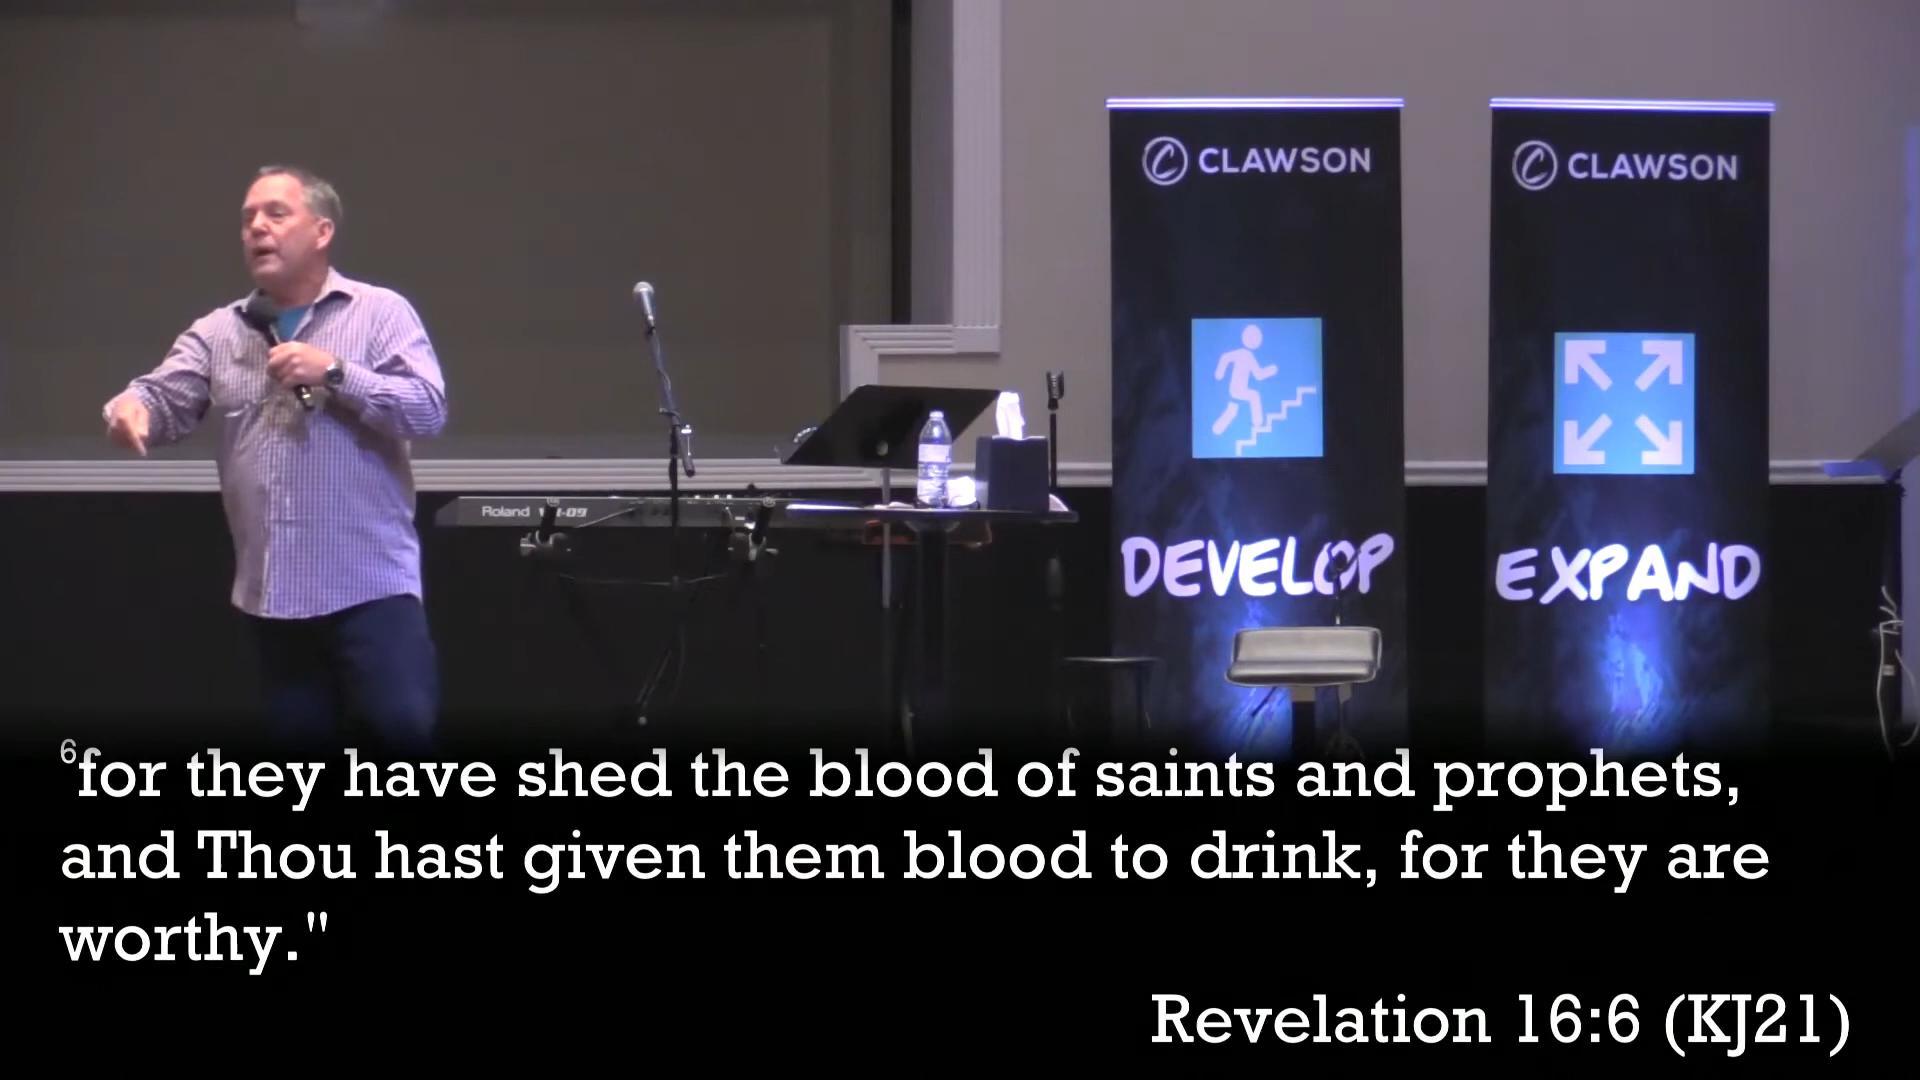 CLAWSON
DEVELOP
CLAWSON
EXPAND
Roland
6for they have shed the blood of saints and prophets,
and Thou hast given them blood to drink, for they are
worthy."
Revelation 16:6 (KJ21)